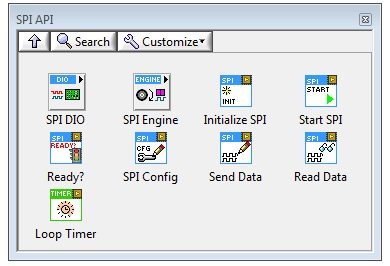 SPI API
Search Customize
DIO ENGINE SPI SPI
INIT START
SPI DIO SPI Engine Initialize SPI Start SPI
SPI SPI SPI SPI
READY? CFG
Ready? SPI Config Send Data Read Data
TIMER
Loop Timer